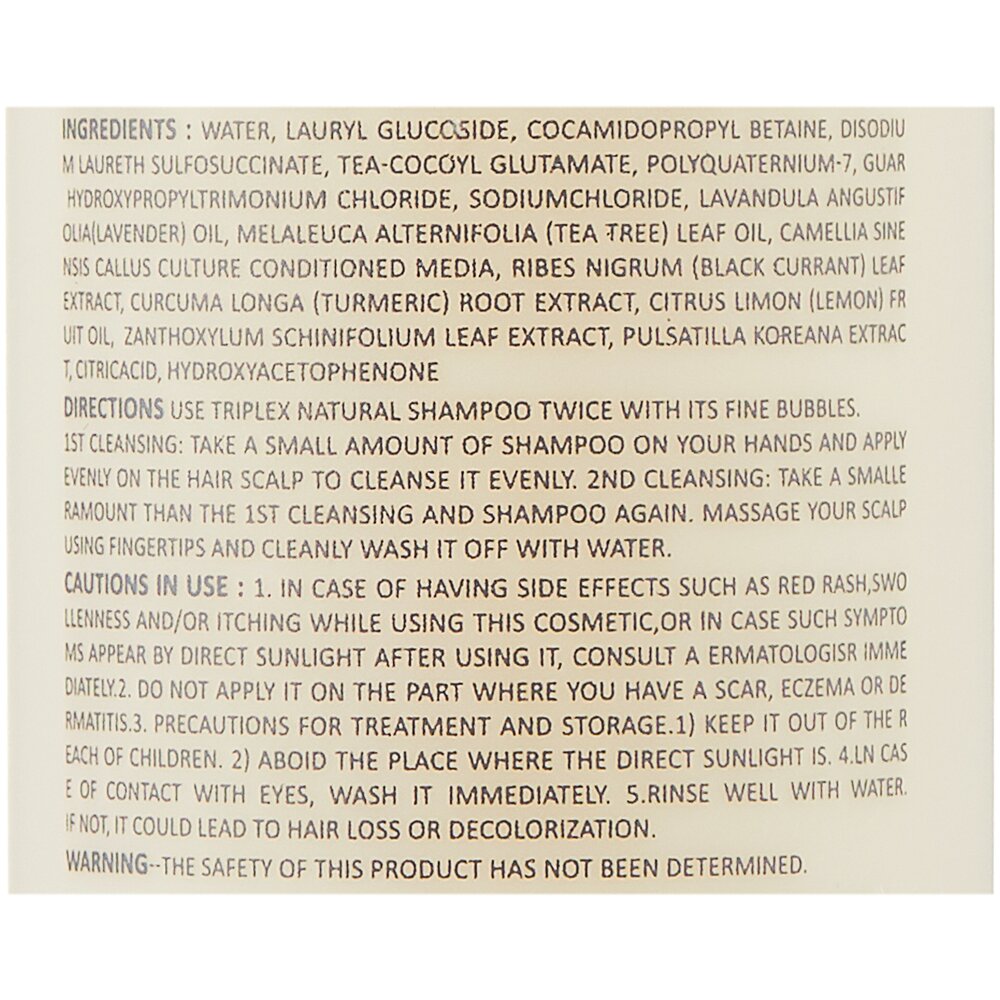 INGREDIENTS : WATER, LAURYL GLUCOSIDE, COCAMIDOPROPYL BETAINE, DISODIU
M LAURETH SULFOSUCCINATE, TEA-COCOYL GLUTAMATE, POLYQUATERNIUM-7, GUAR
HYDROXYPROPYLTRIMONIUM CHLORIDE, SODIUMCHLORIDE, LAVANDULA ANGUSTIF
OLIA(LAVENDER) OIL, MELALEUCA ALTERNIFOLIA (TEA TREE) LEAF OIL, CAMELLIA SINE
NSIS CALLUS CULTURE CONDITIONED MEDIA, RIBES NIGRUM (BLACK CURRANT) LEAF
EXTRACT, CURCUMA LONGA (TURMERIC) ROOT EXTRACT, CITRUS LIMON (LEMON) FR
UIT OIL, ZANTHOXYLUM SCHINIFOLIUM LEAF EXTRACT, PULSATILLA KOREANA EXTRAC
T, CITRICACID, HYDROXYACETOPHENONE
DIRECTIONS USE TRIPLEX NATURAL SHAMPOO TWICE WITH ITS FINE BUBBLES.
1ST CLEANSING: TAKE A SMALL AMOUNT OF SHAMPOO ON YOUR HANDS AND APPLY
EVENLY ON THE HAIR SCALP TO CLEANSE IT EVENLY. 2ND CLEANSING: TAKE A SMALLE
RAMOUNT THAN THE 1ST CLEANSING AND SHAMPOO AGAIN. MASSAGE YOUR SCALP
USING FINGERTIPS AND CLEANLY WASH IT OFF WITH WATER.
CAUTIONS IN USE : 1. IN CASE OF HAVING SIDE EFFECTS SUCH AS RED RASH,SWO
LLENNESS AND/OR ITCHING WHILE USING THIS COSMETIC,OR IN CASE SUCH SYMPTO
MS APPEAR BY DIRECT SUNLIGHT AFTER USING IT, CONSULT A ERMATOLOGISR IMME
DIATELY.2. DO NOT APPLY IT ON THE PART WHERE YOU HAVE A SCAR, ECZEMA OR DE
RMATITIS.3. PRECAUTIONS FOR TREATMENT AND STORAGE.1) KEEP IT OUT OF THE R
EACH OF CHILDREN. 2) ABOID THE PLACE WHERE THE DIRECT SUNLIGHT IS. 4.LN CAS
E OF CONTACT WITH EYES, WASH IT IMMEDIATELY. 5.RINSE WELL WITH WATER.
IF NOT, IT COULD LEAD TO HAIR LOSS OR DECOLORIZATION.
WARNING--THE SAFETY OF THIS PRODUCT HAS NOT BEEN DETERMINED.